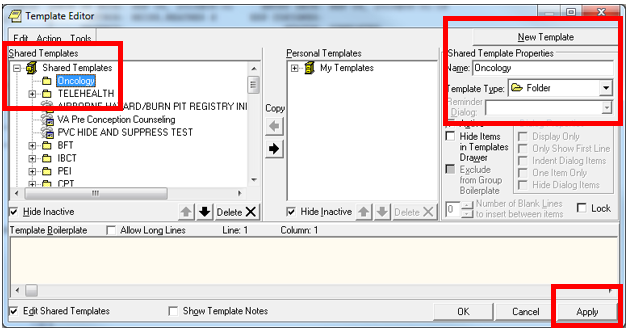 Template Editor
Edit Action Tools
New Template
Shared Templates
Shared Templates
Oncology
TELEHEALTH
AIRBORNE HAZARD/BURN PIT REGISTRY INI
VA Pre Conception Counseling
PVC HIDE AND SUPPRESS TEST
BFT
IBCT
PEI
CPT
Hide Inactive
Delete
Copy
Personal Templates
My Templates
Hide Inactive
Delete
Shared Template Properties
Name: Oncology
Template Type: Folder
Reminder
Dialog:
Hide Items
in Templates
Drawer
Exclude
from Group
Boilerplate
Display Only
Only Show First Line
Indent Dialog Items
One Item Only
Hide Dialog Items
0 Number of Blank Lines
to insert between items
Lock
Template Boilerplate Allow Long Lines Line: 1 Column: 1
Edit Shared Templates Show Template Notes OK Cancel Apply